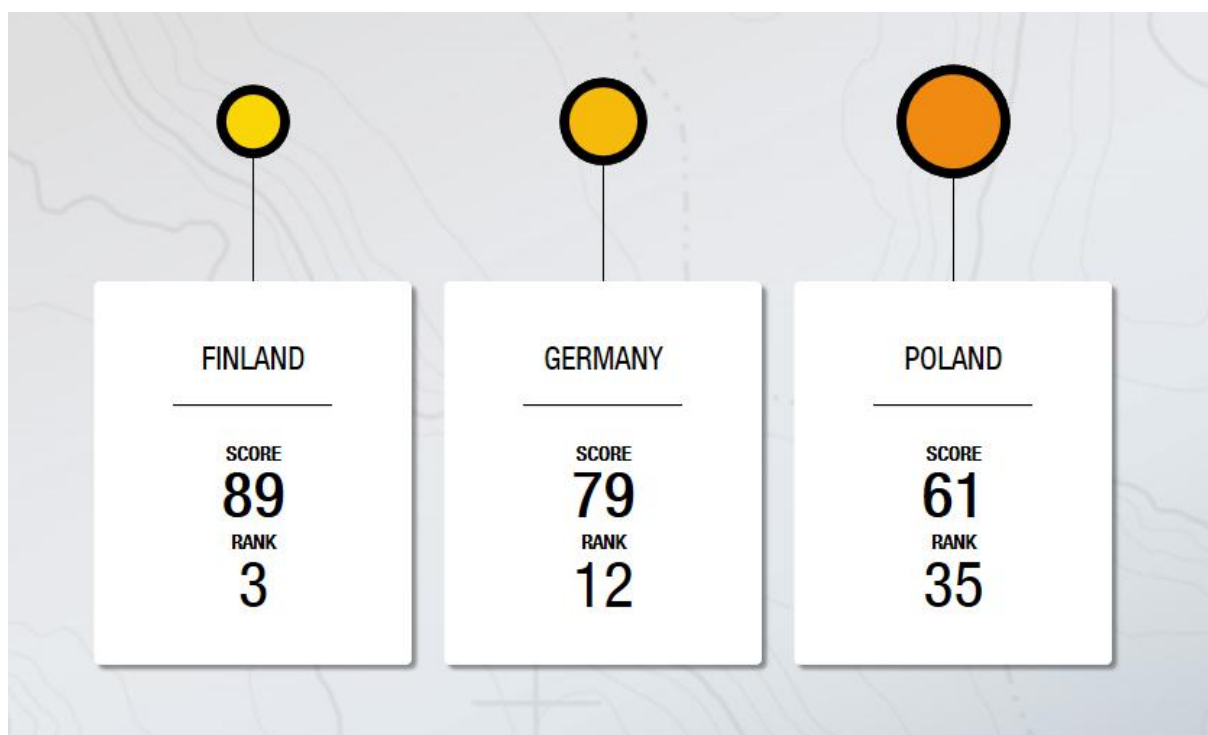 FINLAND
SCORE
89
RANK
3
GERMANY
SCORE
79
RANK
12
POLAND
SCORE
61
RANK
35